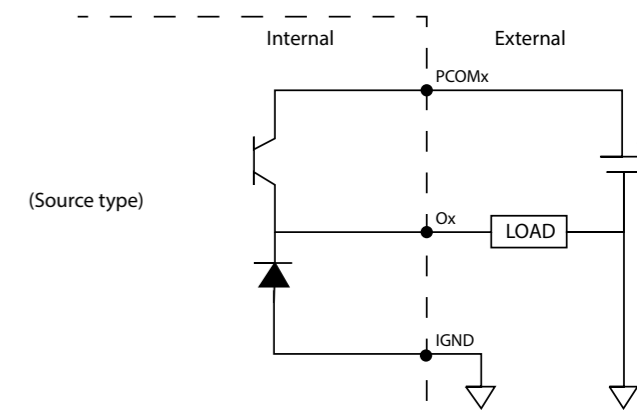 Internal
External
PCOMx
(Source type)
Ox
LOAD
IGND